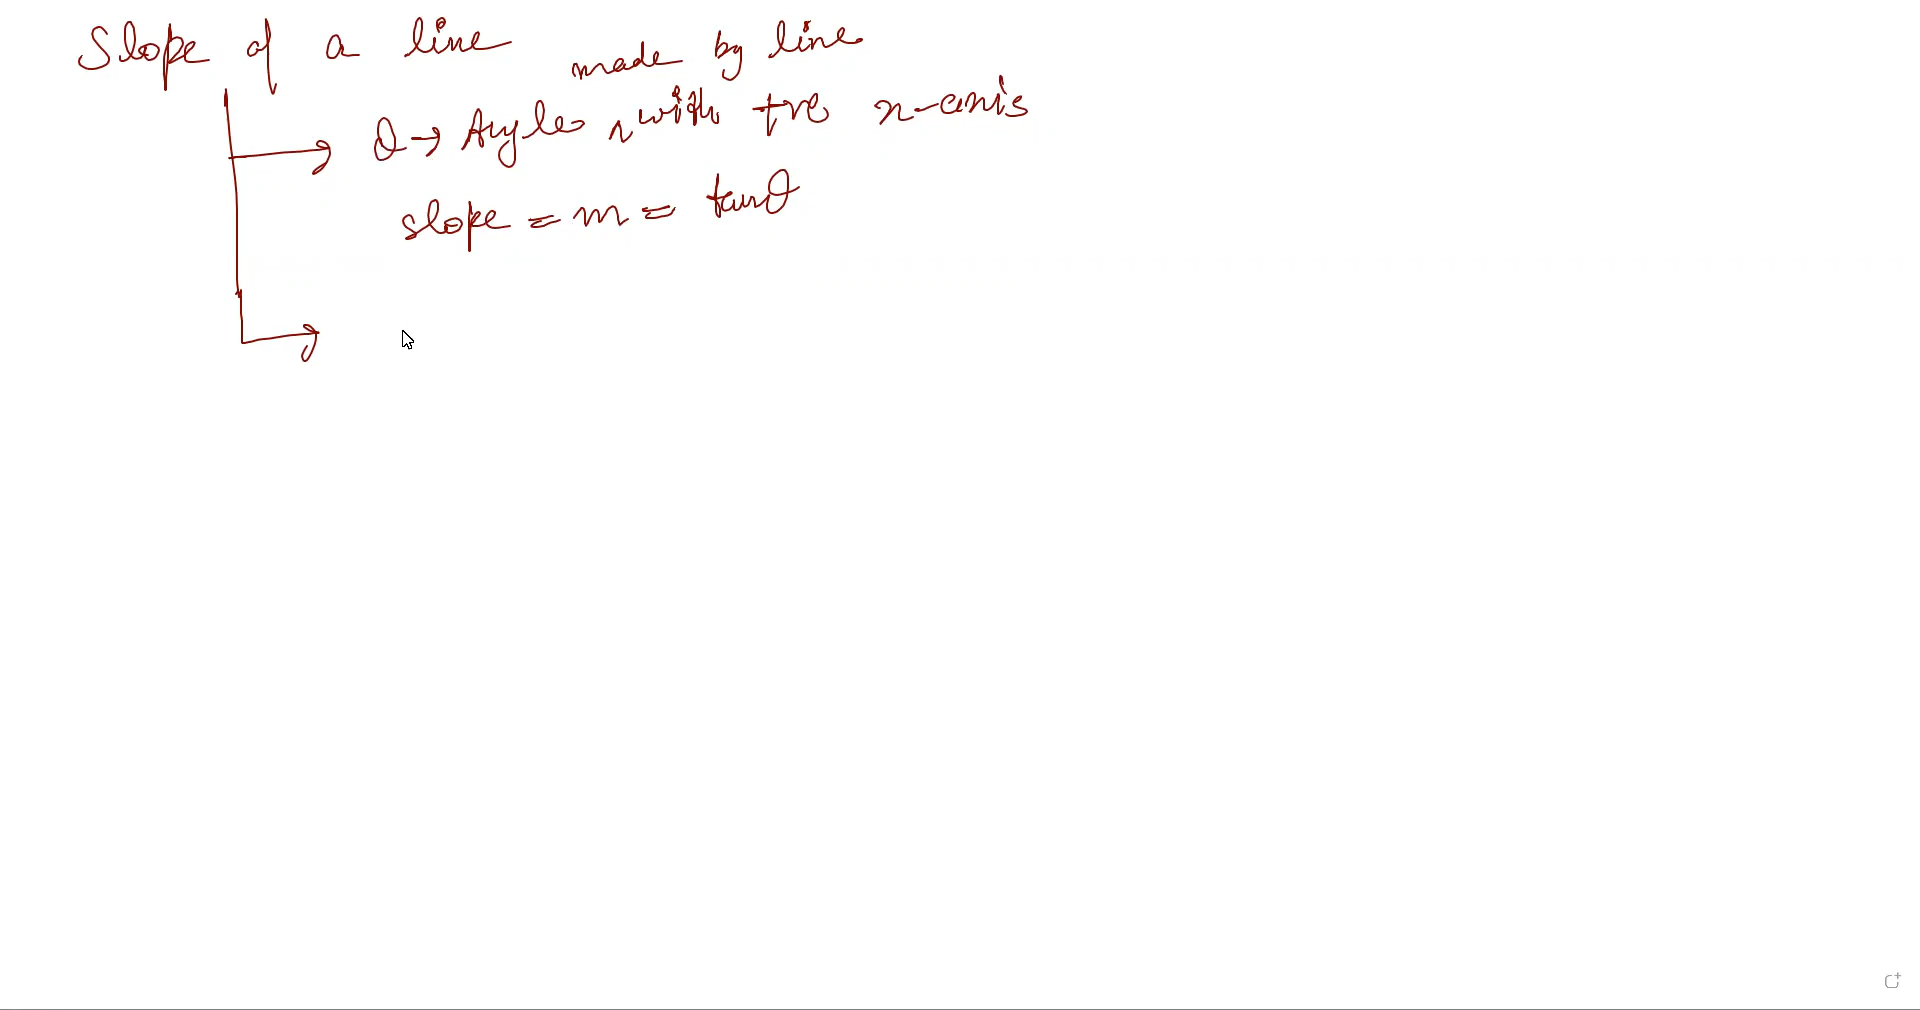 Slope of a line
made by line
θ → Angle with +ve x-axis
slope = m = tanθ